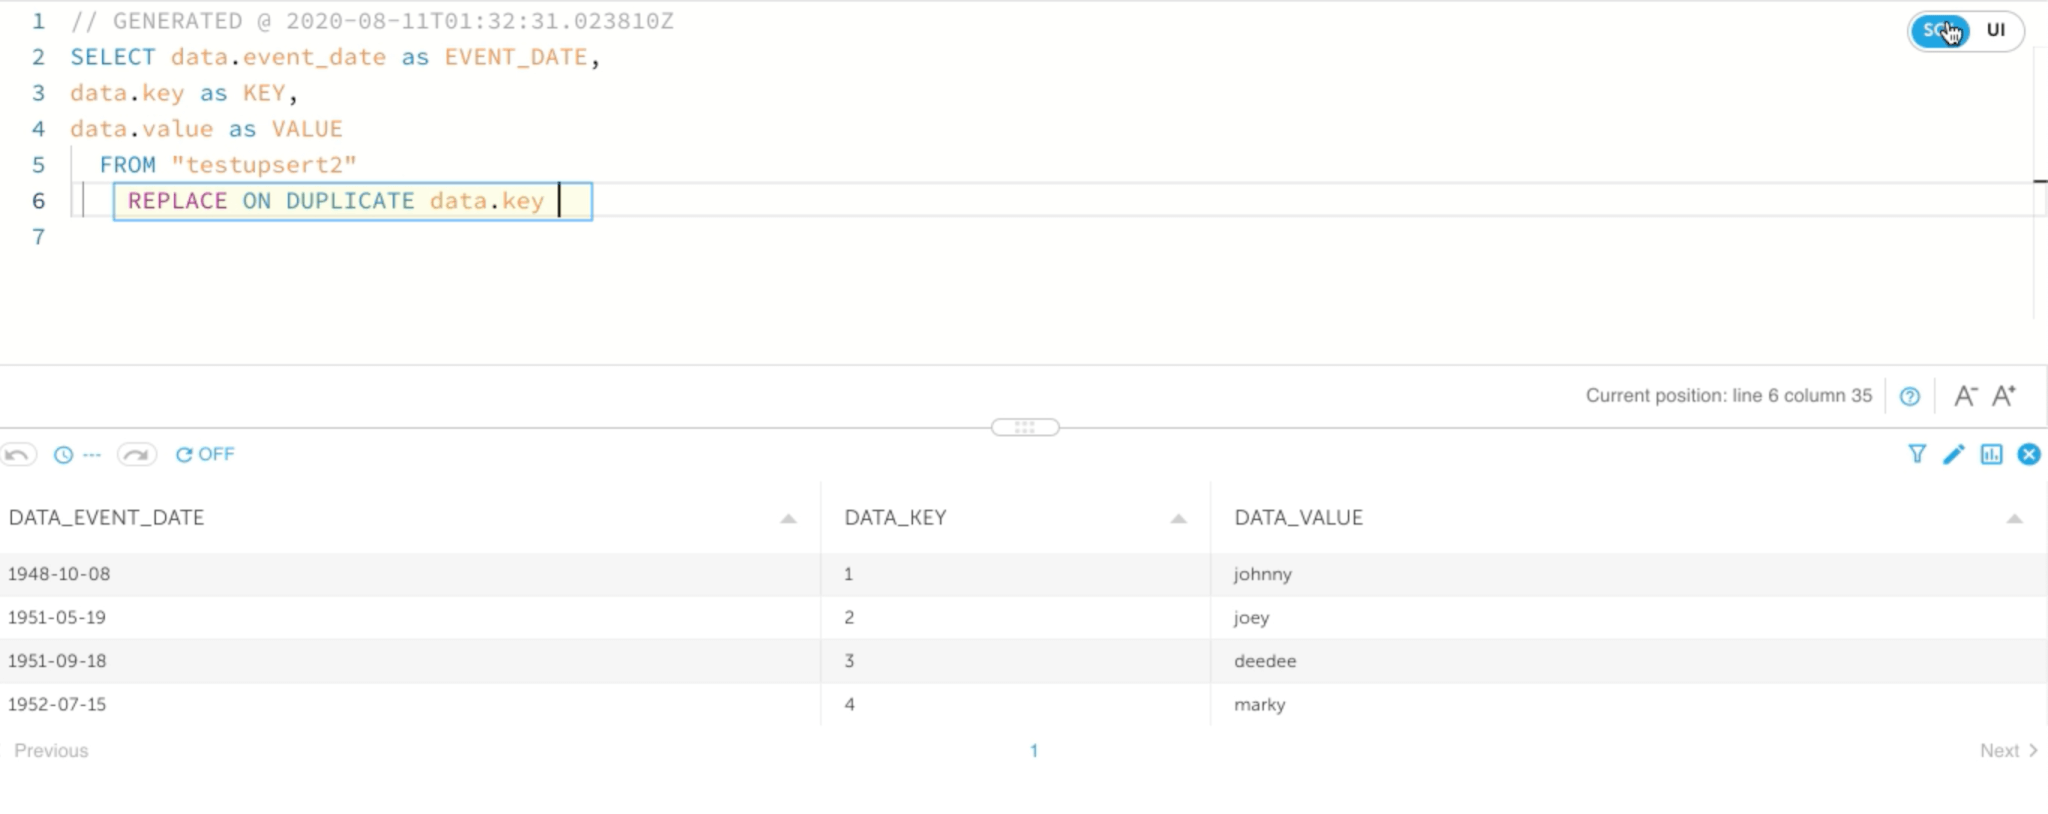 1 // GENERATED @ 2020-08-11T01:32:31.023810Z
UI
2 SELECT data.event_date as EVENT_DATE,
3 data.key as KEY,
4 data.value as VALUE
5 FROM "testupsert2"
6 REPLACE ON DUPLICATE data.key
7
Current position: line 6 column 35 ? A- A+
--- OFF
DATA_EVENT_DATE DATA_KEY DATA_VALUE
1948-10-08 1 johnny
1951-05-19 2 joey
1951-09-18 3 deedee
1952-07-15 4 marky
Previous 1 Next >